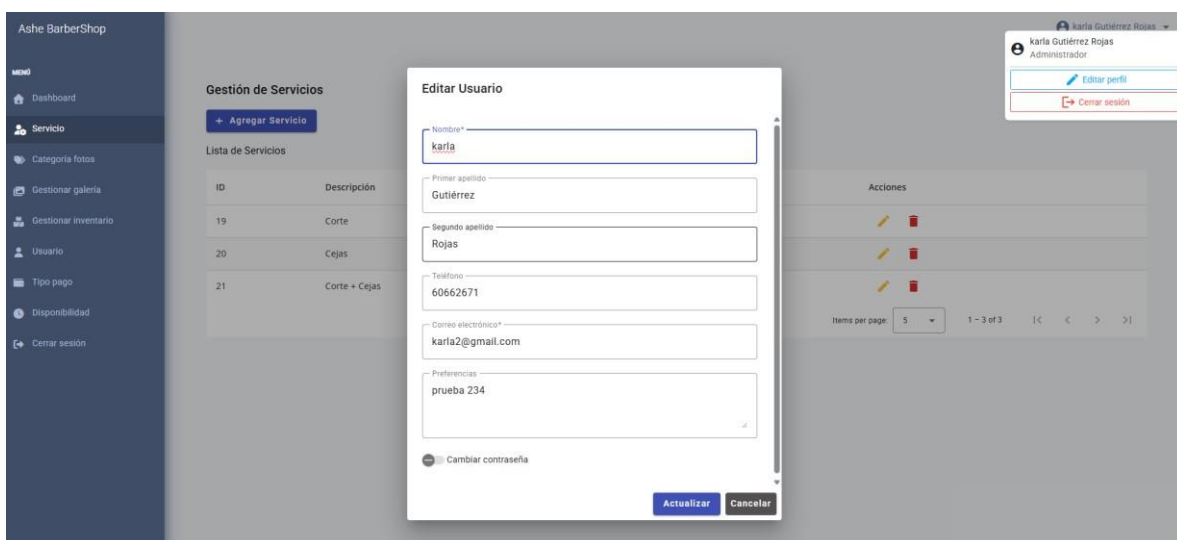 Ashe BarberShop
karla Gutiérrez Rojas
karla Gutiérrez Rojas
Administrador
Editar perfil
Cerrar sesión
MENÚ
Dashboard
Servicio
Categoría fotos
Gestionar galería
Gestionar inventario
Usuario
Tipo pago
Disponibilidad
Cerrar sesión
Gestión de Servicios
+ Agregar Servicio
Lista de Servicios
ID Descripción Acciones
19 Corte
20 Cejas
21 Corte + Cejas
Items per page: 5 1 – 3 of 3
Editar Usuario
Nombre*
karla
Primer apellido
Gutiérrez
Segundo apellido
Rojas
Teléfono
60662671
Correo electrónico*
karla2@gmail.com
Preferencias
prueba 234
Cambiar contraseña
Actualizar Cancelar